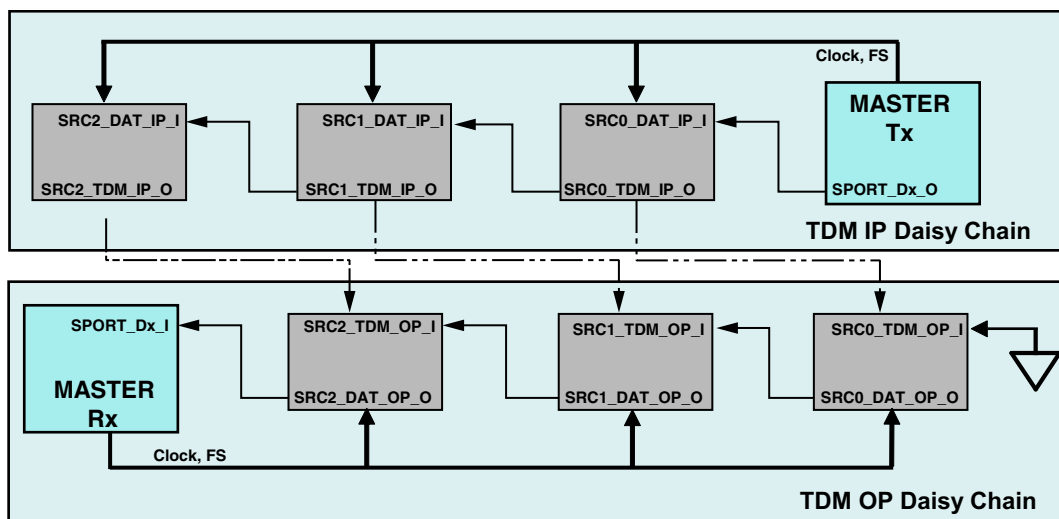 Clock, FS
MASTER
Tx
SPORT_Dx_O
SRC0_DAT_IP_I
SRC0_TDM_IP_O
SRC1_DAT_IP_I
SRC1_TDM_IP_O
SRC2_DAT_IP_I
SRC2_TDM_IP_O
TDM IP Daisy Chain
SPORT_Dx_I
MASTER
Rx
SRC2_TDM_OP_I
SRC2_DAT_OP_O
SRC1_TDM_OP_I
SRC1_DAT_OP_O
SRC0_TDM_OP_I
SRC0_DAT_OP_O
Clock, FS
TDM OP Daisy Chain